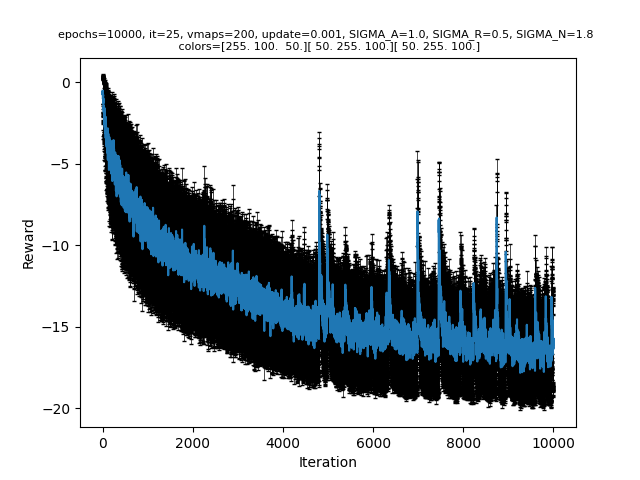 epochs=10000, it=25, vmaps=200, update=0.001, SIGMA_A=1.0, SIGMA_R=0.5, SIGMA_N=1.8
colors=[255. 100.  50.][ 50. 255. 100.][ 50. 255. 100.]
0
−5
−10
−15
−20
Reward
0 2000 4000 6000 8000 10000
Iteration